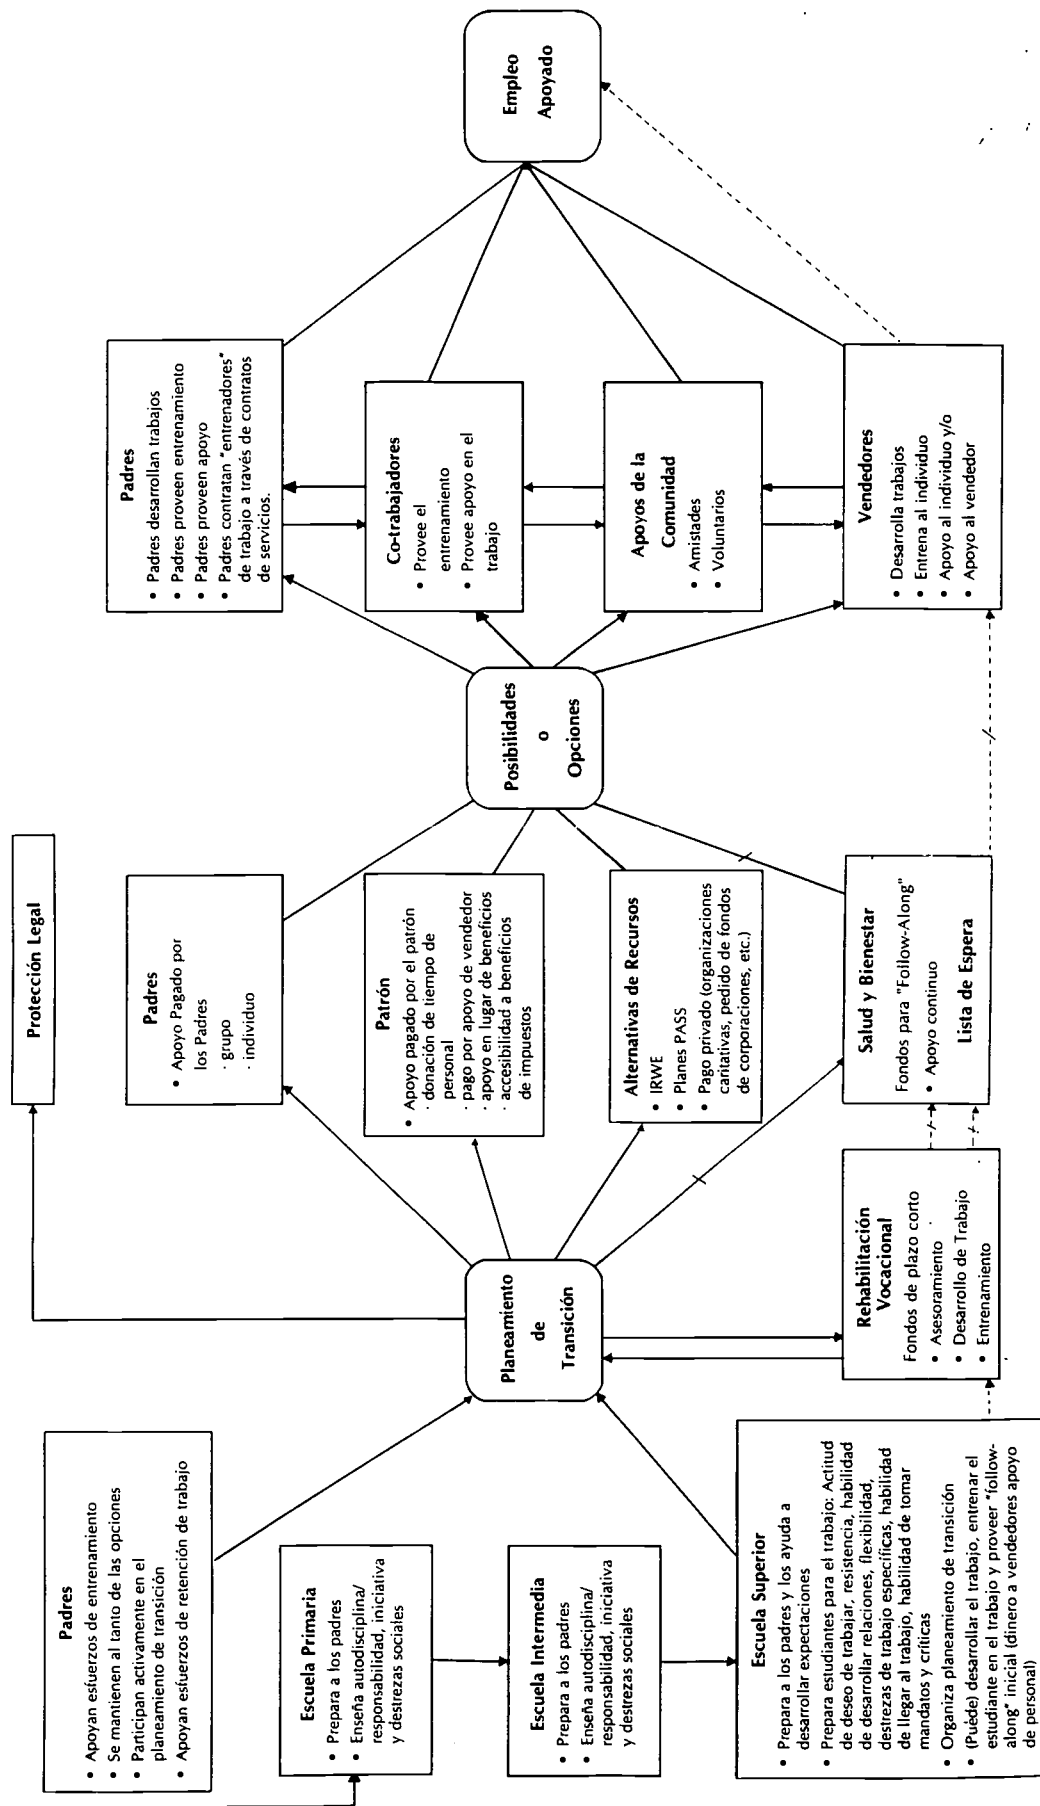 Padres
• Apoyan esfuerzos de entrenamiento
• Se mantienen al tanto de las opciones
• Participan activamente en el
planeamiento de transición
• Apoyan esfuerzos de retención de trabajo
Escuela Primaria
• Prepara a los padres
• Enseña autodisciplina/
responsabilidad, iniciativa
y destrezas sociales
Escuela Intermedia
• Prepara a los padres
• Enseña autodisciplina/
responsabilidad, iniciativa
y destrezas sociales
Escuela Superior
• Prepara a los padres y los ayuda a
desarrollar expectaciones
• Prepara estudiantes para el trabajo: Actitud
de deseo de trabajar, resistencia, habilidad
de desarrollar relaciones, flexibilidad,
destrezas de trabajo específicas, habilidad
de llegar al trabajo, habilidad de tomar
mandatos y críticas
• Organiza planeamiento de transición
• (Puede) desarrollar el trabajo, entrenar el
estudiante en el trabajo y proveer "follow-
along" inicial (dinero a vendedores apoyo
de personal)
Planeamiento
de
Transición
Rehabilitación
Vocacional
Fondos de plazo corto
• Asesoramiento
• Desarrollo de Trabajo
• Entrenamiento
Protección Legal
Padres
• Apoyo Pagado por
los Padres
· grupo
· individuo
Patrón
• Apoyo pagado por el patrón
· donación de tiempo de
personal
· pago por apoyo de vendedor
· apoyo en lugar de beneficios
· accesibilidad a beneficios
de impuestos
Alternativas de Recursos
• IRWE
• Planes PASS
• Pago privado (organizaciones
caritativas, pedido de fondos
de corporaciones, etc.)
Salud y Bienestar
Fondos para "Follow-Along"
• Apoyo continuo
Lista de Espera
Posibilidades
o
Opciones
Padres
• Padres desarrollan trabajos
• Padres proveen entrenamiento
• Padres proveen apoyo
• Padres contratan "entrenadores"
de trabajo a través de contratos
de servicios.
Co-trabajadores
• Provee el
entrenamiento
• Provee apoyo en el
trabajo
Apoyos de la
Comunidad
• Amistades
• Voluntarios
Vendedores
• Desarrolla trabajos
• Entrena al individuo
• Apoyo al individuo y/o
• Apoyo al vendedor
Empleo
Apoyado